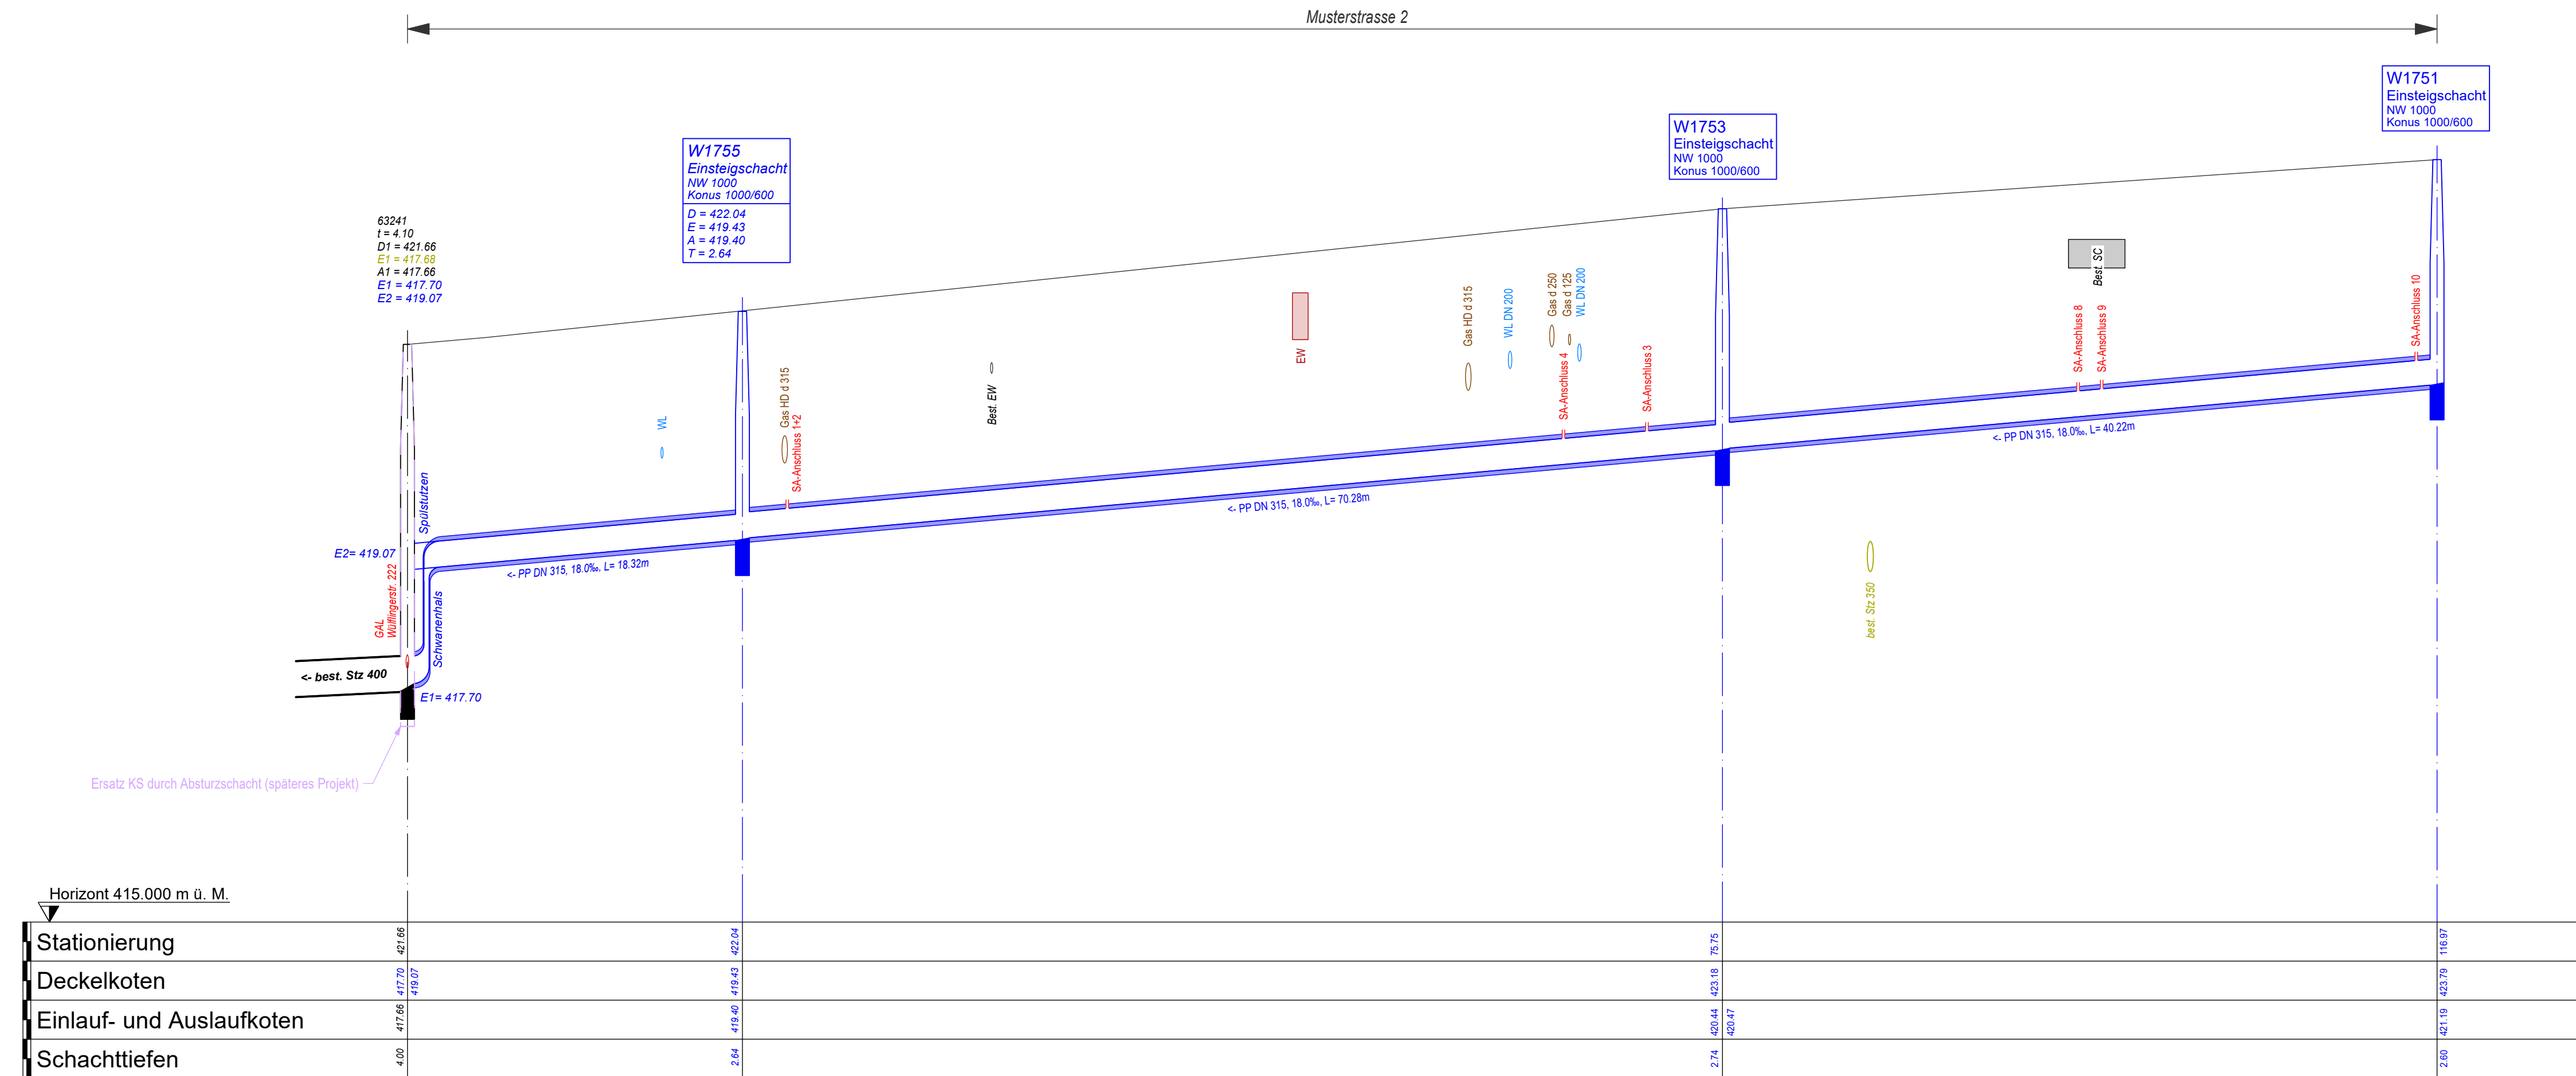 Musterstrasse 2
W1751
Einsteigschacht
NW 1000
Konus 1000/600
W1753
Einsteigschacht
NW 1000
Konus 1000/600
W1755
Einsteigschacht
NW 1000
Konus 1000/600
D = 422.04
E = 419.43
A = 419.40
T = 2.64
63241
t = 4.10
D1 = 421.66
E1 = 417.68
A1 = 417.66
E1 = 417.70
E2 = 419.07
Spülstutzen
E2= 419.07
GAL
Wülflingerstr. 222
Schwanenhals
<- best. Stz 400
E1= 417.70
Ersatz KS durch Absturzschacht (späteres Projekt)
WL
<- PP DN 315, 18.0‰, L= 18.32m
Gas HD d 315
SA-Anschluss 1+2
Best. EW
EW
<- PP DN 315, 18.0‰, L= 70.28m
Gas HD d 315
WL DN 200
Gas d 250
Gas d 125
WL DN 200
SA-Anschluss 4
SA-Anschluss 3
best. Stz 350
Best. SC
SA-Anschluss 8
SA-Anschluss 9
<- PP DN 315, 18.0‰, L= 40.22m
SA-Anschluss 10
Horizont 415.000 m ü. M.
Stationierung 421.66 422.04 75.75 116.97
Deckelkoten 417.70 419.07 419.43 423.18 423.79
Einlauf- und Auslaufkoten 417.66 419.40 420.44 420.47 421.19
Schachttiefen 4.00 2.64 2.74 2.60